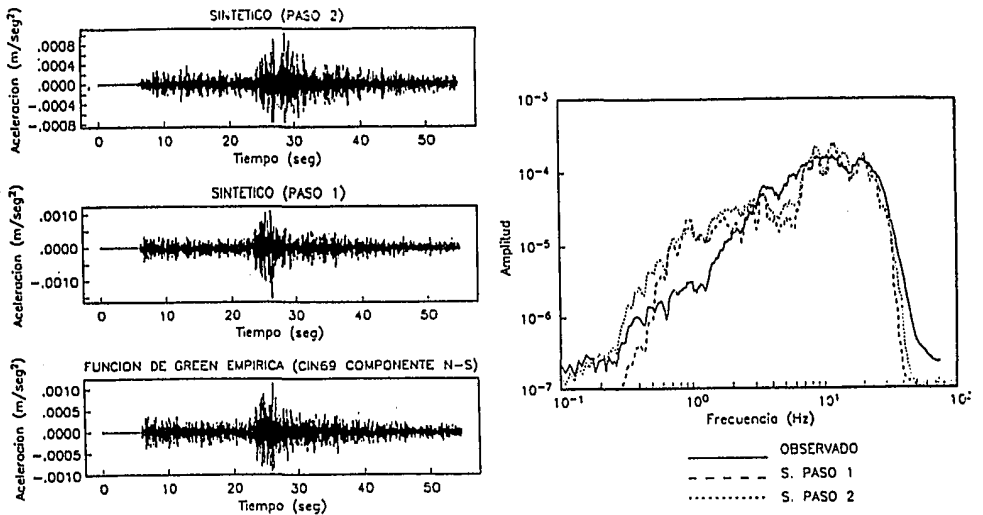 SINTETICO (PASO 2)
Aceleracion (m/seg²)
.0008
.0004
.0000
-.0004
-.0008
0 10 20 30 40 50
Tiempo (seg)
SINTETICO (PASO 1)
Aceleracion (m/seg²)
.0010
.0000
-.0010
0 10 20 30 40 50
Tiempo (seg)
FUNCION DE GREEN EMPIRICA (CIN69 COMPONENTE N-S)
Aceleracion (m/seg²)
.0010
.0005
.0000
-.0005
-.0010
0 10 20 30 40 50
Tiempo (seg)
Amplitud
10⁻³
10⁻⁴
10⁻⁵
10⁻⁶
10⁻⁷
10⁻¹ 10⁰ 10¹ 10²
Frecuencia (Hz)
OBSERVADO
S. PASO 1
S. PASO 2